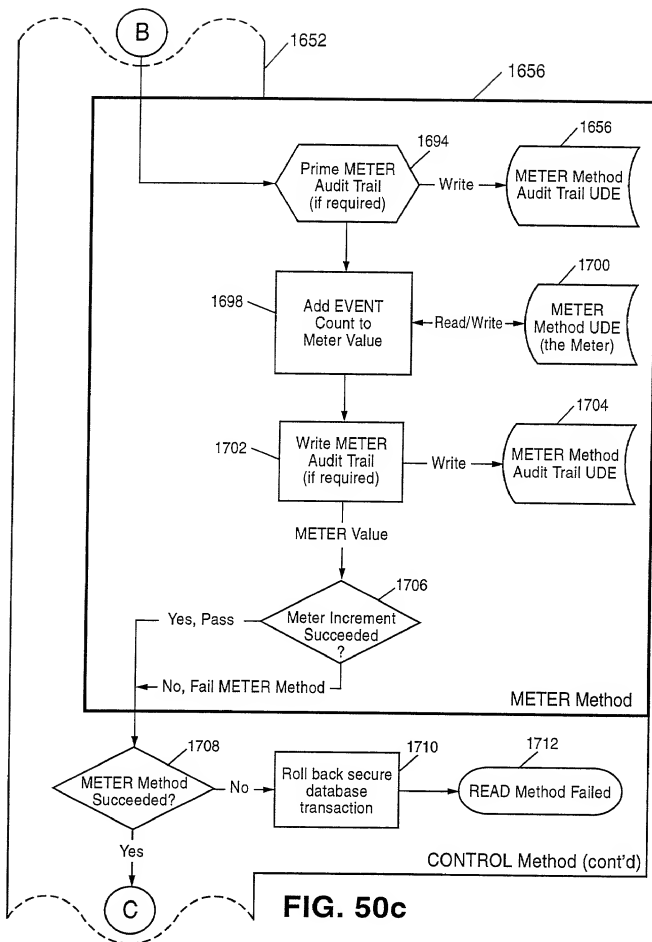 B
1652
1656
1694
1656
Prime METER
Audit Trail
(if required)
Write
METER Method
Audit Trail UDE
1700
1698
Add EVENT
Count to
Meter Value
Read/Write
METER
Method UDE
(the Meter)
1704
1702
Write METER
Audit Trail
(if required)
Write
METER Method
Audit Trail UDE
METER Value
1706
Yes, Pass
Meter Increment
Succeeded
?
No, Fail METER Method
METER Method
1708
1710
1712
METER Method
Succeeded?
No
Roll back secure
database
transaction
READ Method Failed
Yes
CONTROL Method (cont'd)
C
FIG. 50c